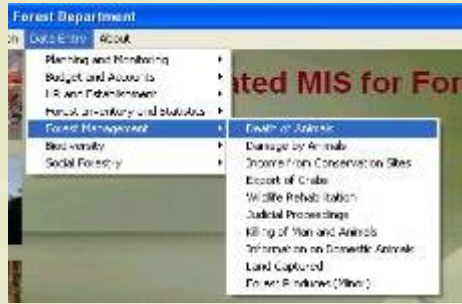 Forest Department
on Data Entry About
Planning and Monitoring
Budget and Accounts
HR and Establishment
Forest Inventory and Statistics
Forest Management
Biodiversity
Social Forestry
ated MIS for For
Death of Animals
Damage by Animals
Income from Conservation Sites
Export of Crabs
Wildlife Rehabilitation
Judicial Proceedings
Killing of Man and Animals
Information on Domestic Animals
Land Captured
Forest Produces (Minor)